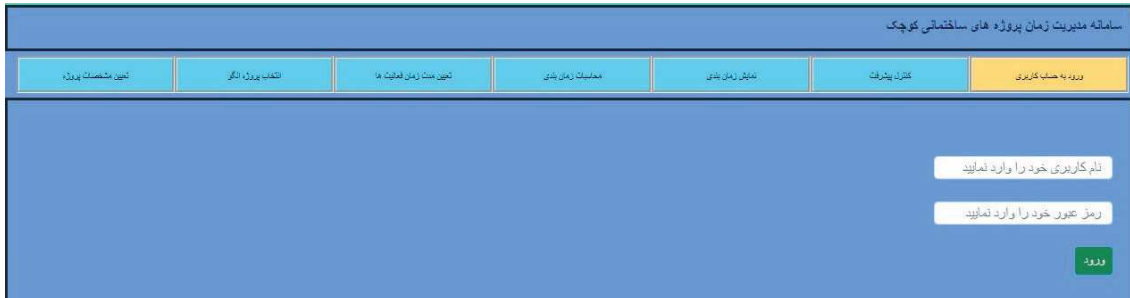 سامانه مدیریت زمان پروژه های ساختمانی کوچک
ورود به حساب کاربری کنترل پیشرفت نمایش زمان بندی محاسبات زمان بندی تعیین مدت زمان فعالیت ها انتخاب پروژه الگو تعیین مشخصات پروژه
نام کاربری خود را وارد نمایید
رمز عبور خود را وارد نمایید
ورود